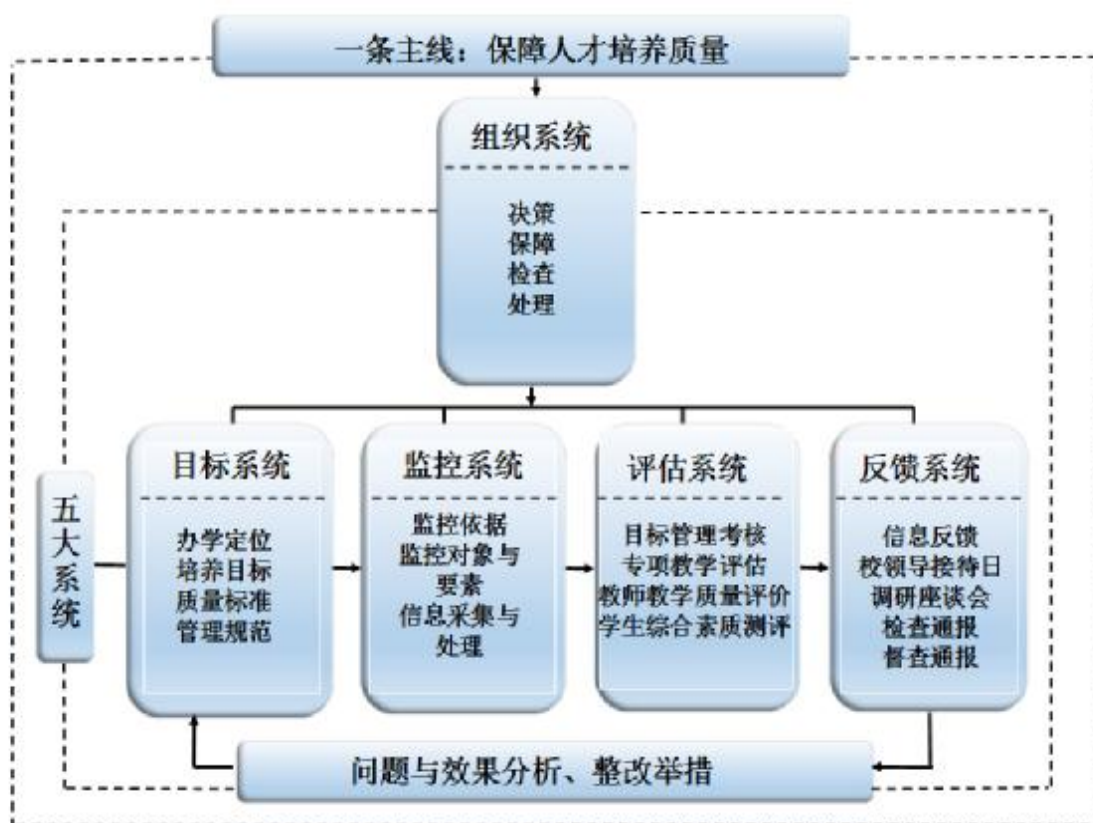 一条主线：保障人才培养质量
组织系统
决策
保障
检查
处理
五大系统
目标系统
办学定位
培养目标
质量标准
管理规范
监控系统
监控依据
监控对象与
要素
信息采集与
处理
评估系统
目标管理考核
专项教学评估
教师教学质量评价
学生综合素质测评
反馈系统
信息反馈
校领导接待日
调研座谈会
检查通报
督查通报
问题与效果分析、整改举措